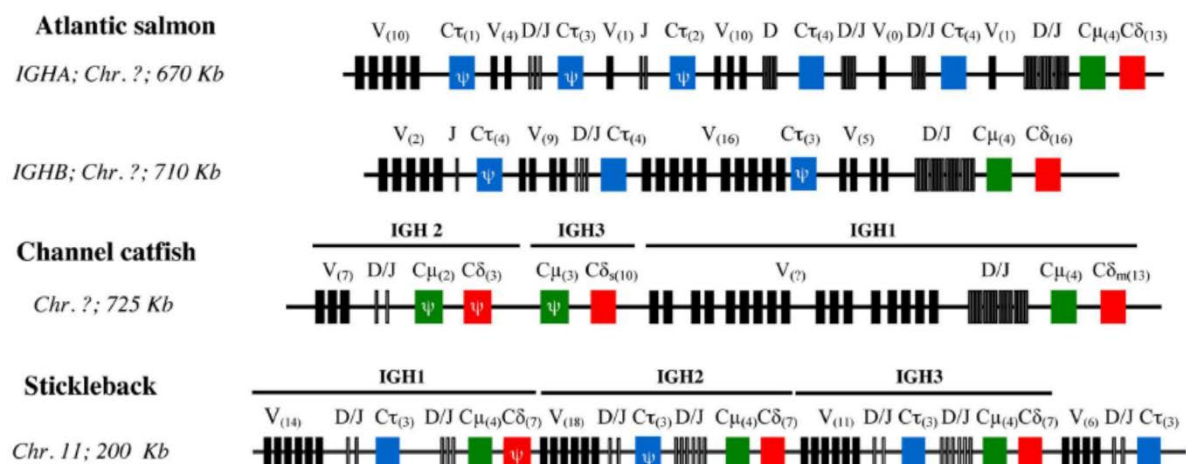 Atlantic salmon
V(10) Cτ(1) V(4) D/J Cτ(3) V(1) J Cτ(2) V(10) D Cτ(4) D/J V(0) D/J Cτ(4) V(1) D/J Cμ(4) Cδ(13)
IGHA; Chr. ?; 670 Kb
ψ ψ ψ
V(2) J Cτ(4) V(9) D/J Cτ(4) V(16) Cτ(3) V(5) D/J Cμ(4) Cδ(16)
IGHB; Chr. ?; 710 Kb
ψ ψ
IGH 2 IGH3 IGH1
Channel catfish
V(7) D/J Cμ(2) Cδ(3) Cμ(3) Cδs(10) V(?) D/J Cμ(4) Cδm(13)
Chr. ?; 725 Kb
ψ ψ ψ
IGH1 IGH2 IGH3
Stickleback
V(14) D/J Cτ(3) D/J Cμ(4) Cδ(7) V(18) D/J Cτ(3) D/J Cμ(4) Cδ(7) V(11) D/J Cτ(3) D/J Cμ(4) Cδ(7) V(6) D/J Cτ(3)
Chr. 11; 200 Kb
ψ ψ